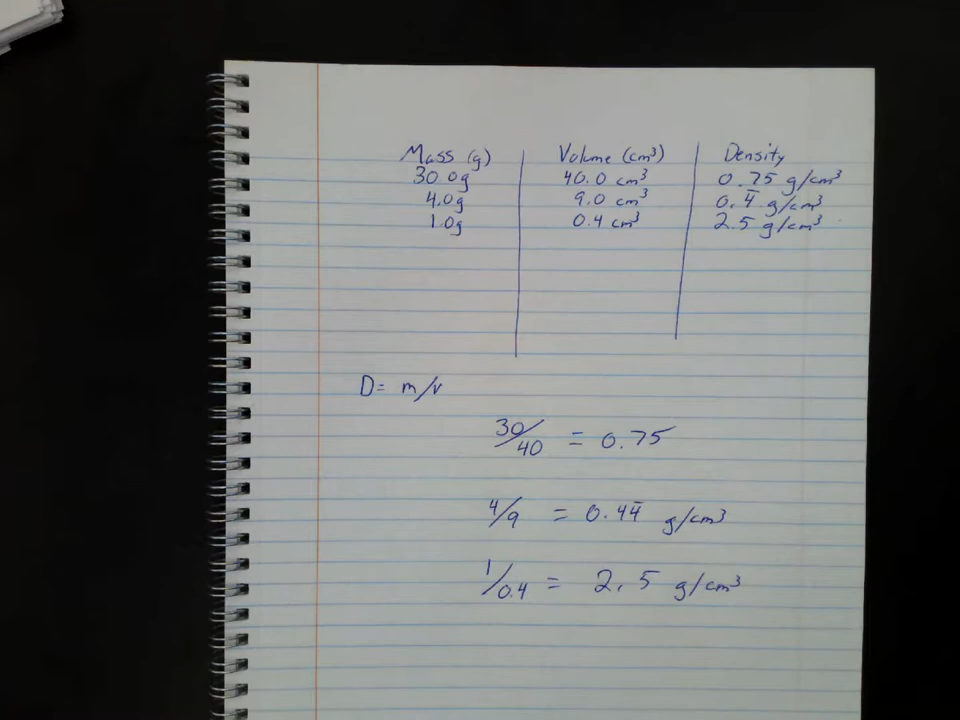 Mass (g) Volume (cm³) Density
30.0g 40.0 cm³ 0.75 g/cm³
4.0g 9.0 cm³ 0.4̅ g/cm³
1.0g 0.4 cm³ 2.5 g/cm³
D= m/v
30/40 = 0.75
4/9 = 0.44̅ g/cm³
1/0.4 = 2.5 g/cm³